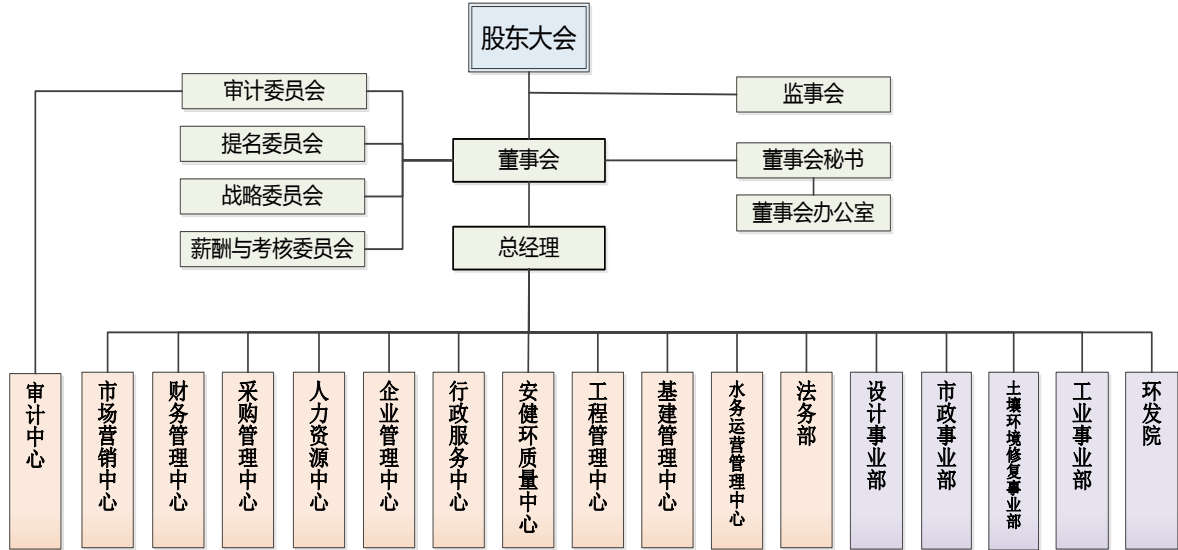 股东大会
审计委员会
监事会
提名委员会
董事会
董事会秘书
战略委员会
董事会办公室
薪酬与考核委员会
总经理
审计中心
市场营销中心
财务管理中心
采购管理中心
人力资源中心
企业管理中心
行政服务中心
安健环质量中心
工程管理中心
基建管理中心
水务运营管理中心
法务部
设计事业部
市政事业部
土壤环境修复事业部
工业事业部
环发院